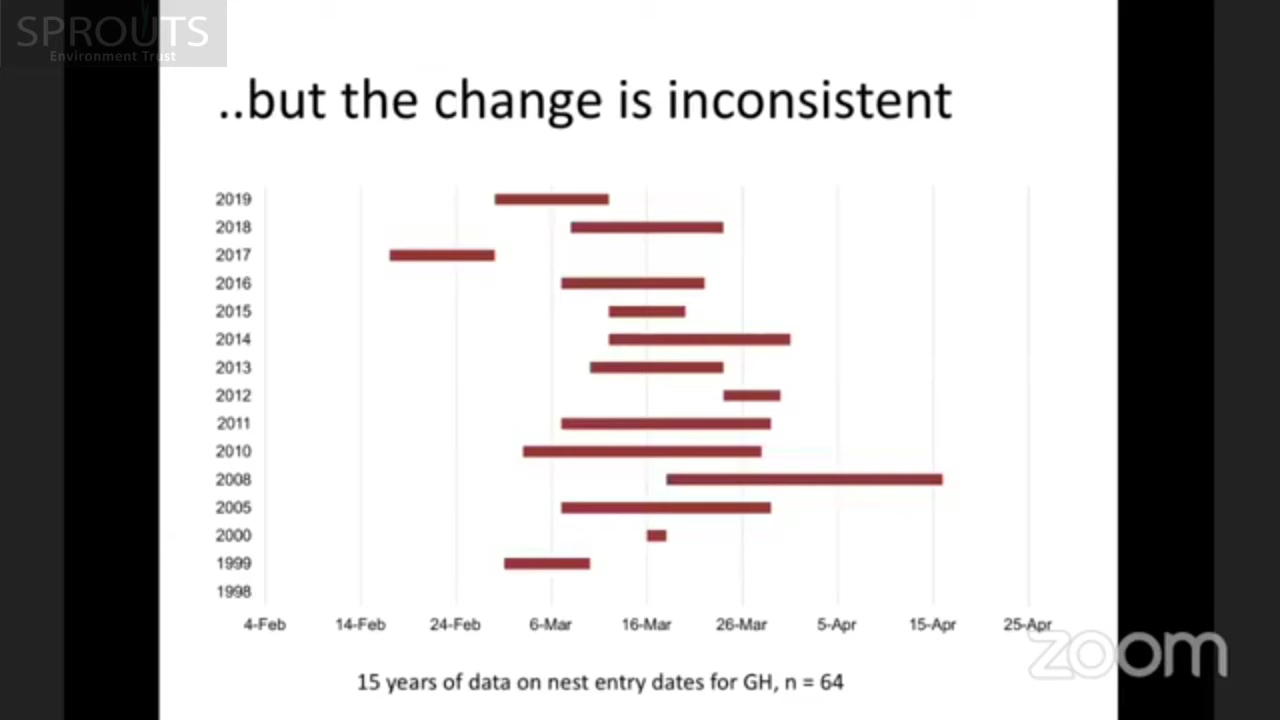 SPROUTS
Environment Trust
..but the change is inconsistent
2019
2018
2017
2016
2015
2014
2013
2012
2011
2010
2008
2005
2000
1999
1998
4-Feb 14-Feb 24-Feb 6-Mar 16-Mar 26-Mar 5-Apr 15-Apr 25-Apr
zoom
15 years of data on nest entry dates for GH, n = 64